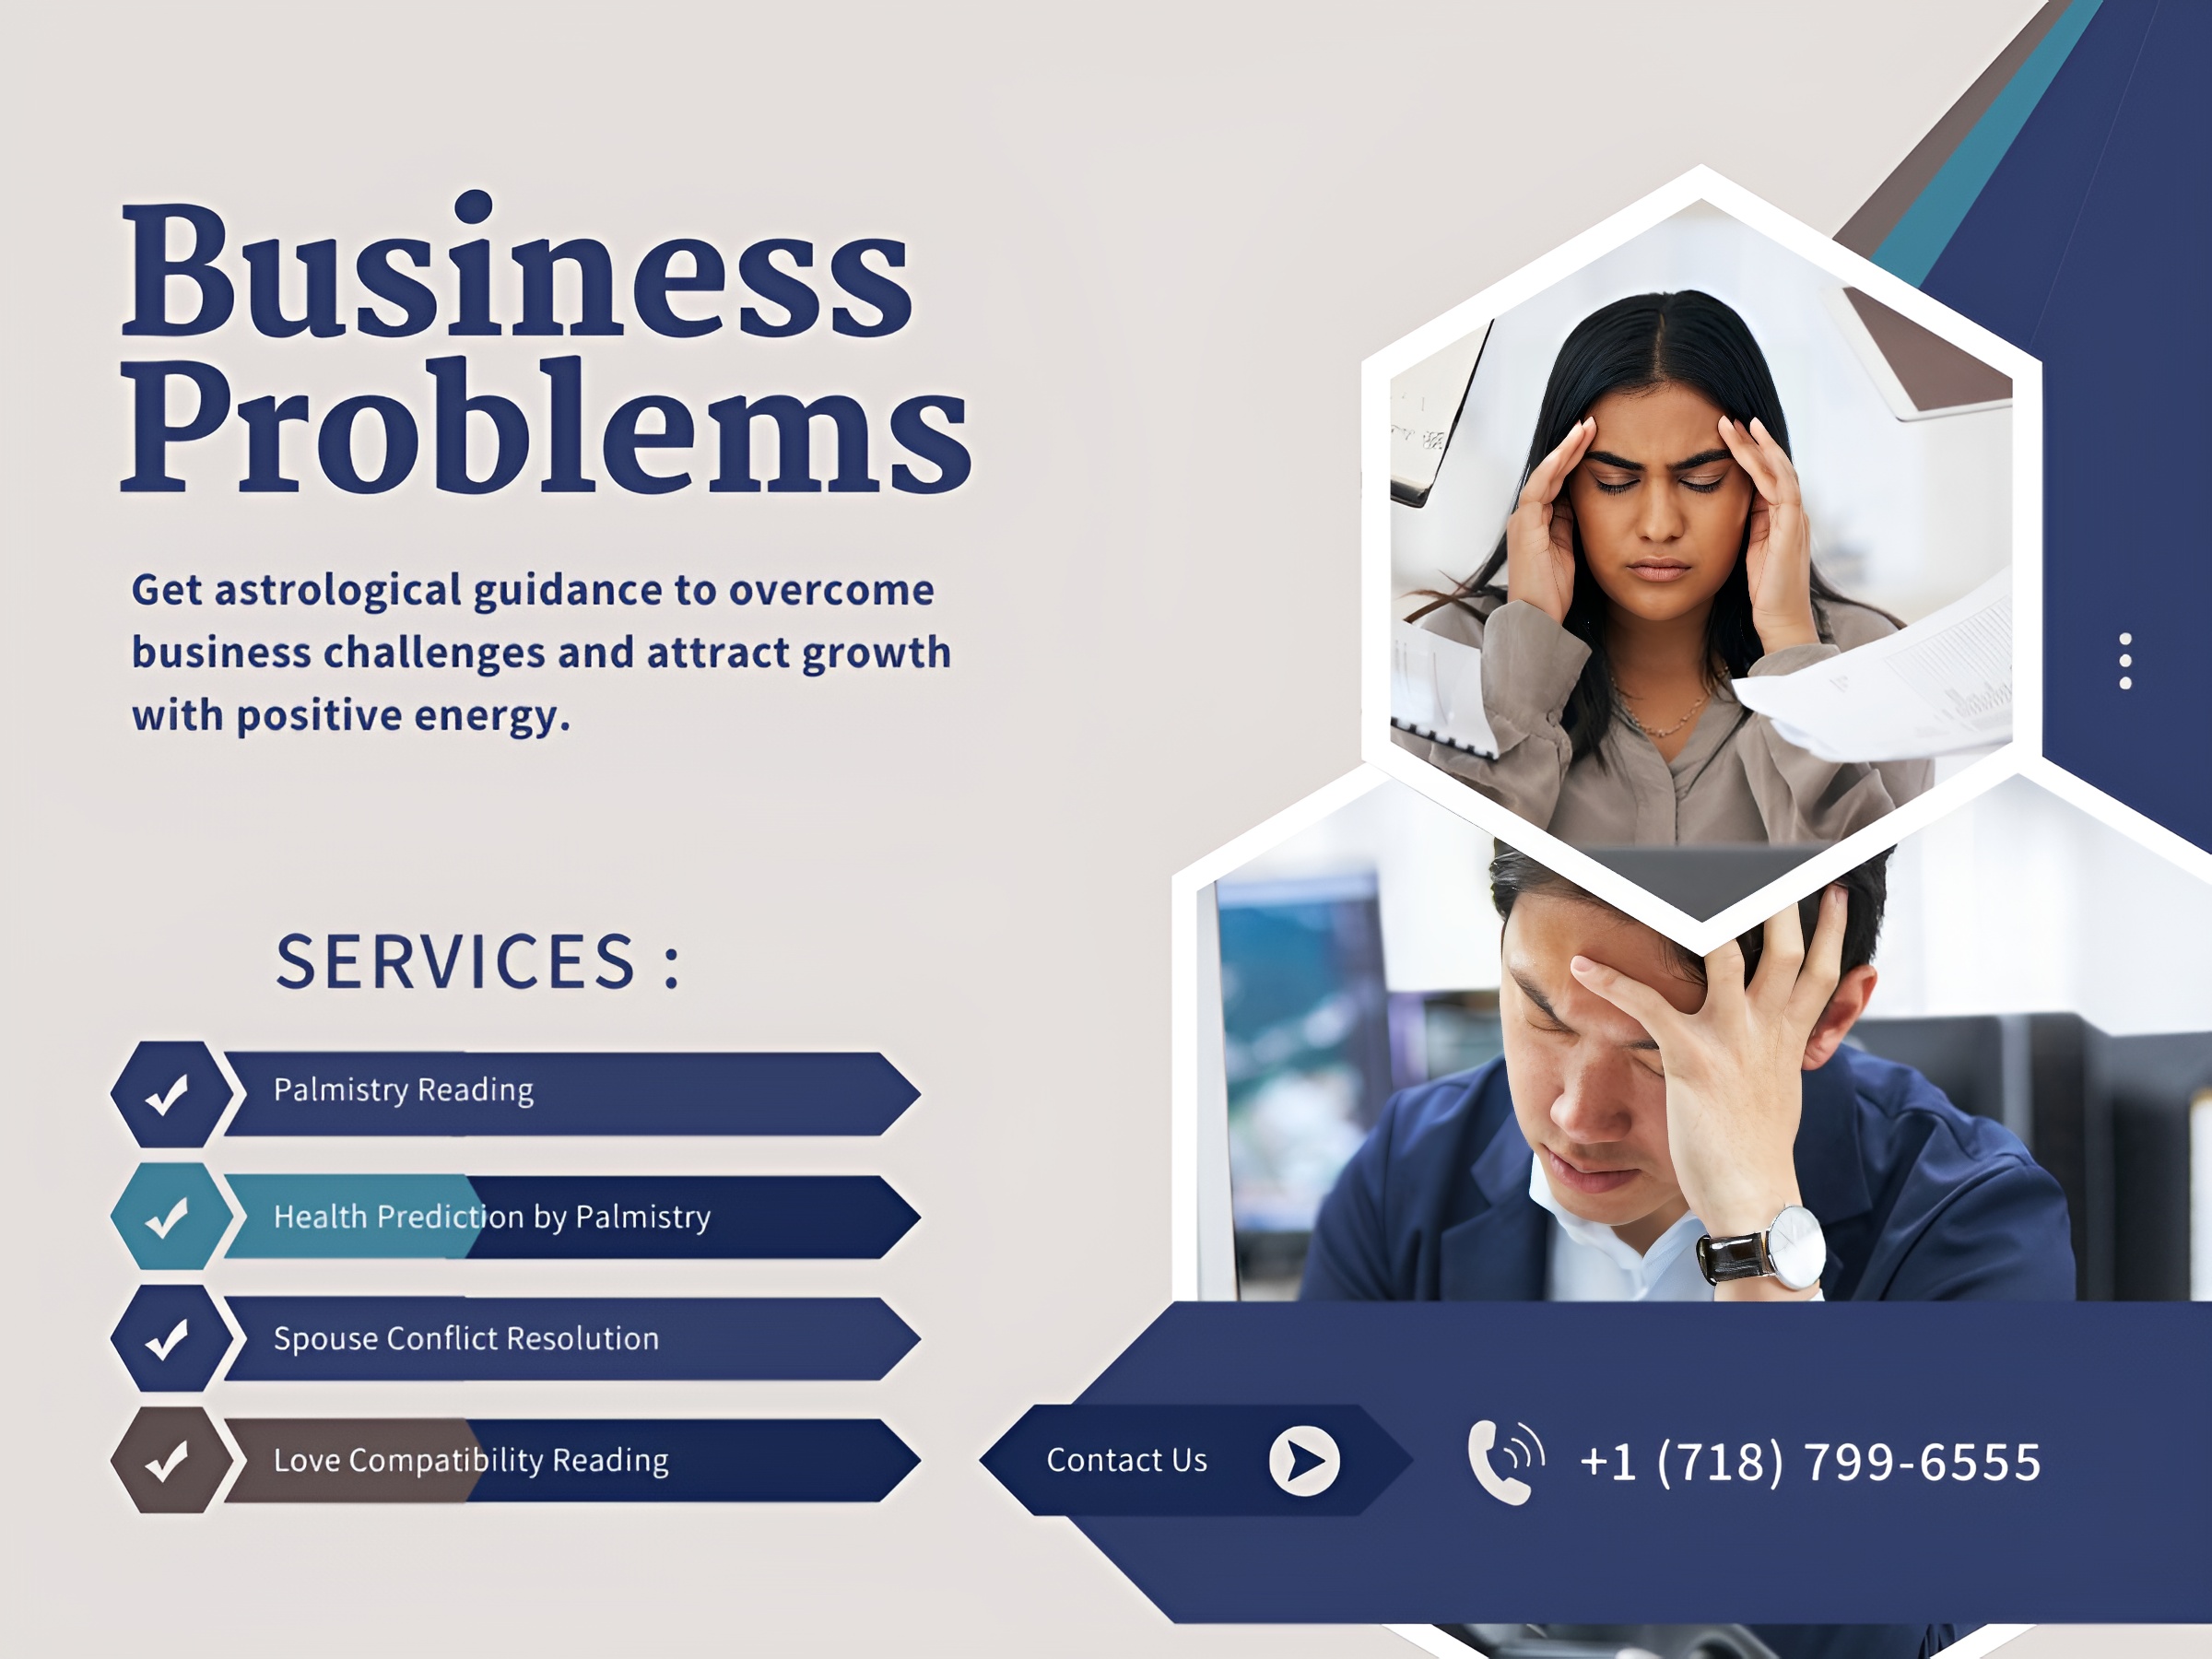 Business
Problems
Get astrological guidance to overcome
business challenges and attract growth
with positive energy.
SERVICES :
Palmistry Reading
Health Prediction by Palmistry
Spouse Conflict Resolution
Love Compatibility Reading
Contact Us
+1 (718) 799-6555